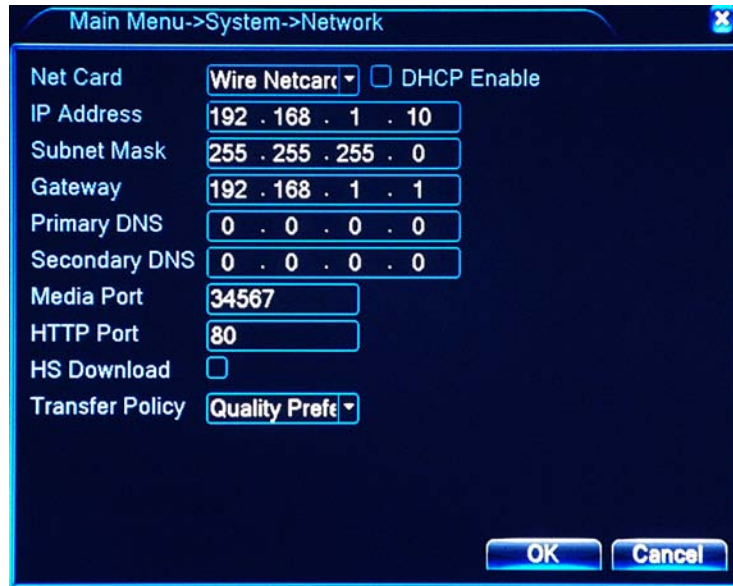 Main Menu->System->Network
Net Card Wire Netcard DHCP Enable
IP Address 192 . 168 . 1 . 10
Subnet Mask 255 . 255 . 255 . 0
Gateway 192 . 168 . 1 . 1
Primary DNS 0 . 0 . 0 . 0
Secondary DNS 0 . 0 . 0 . 0
Media Port 34567
HTTP Port 80
HS Download
Transfer Policy Quality Prefe
OK Cancel